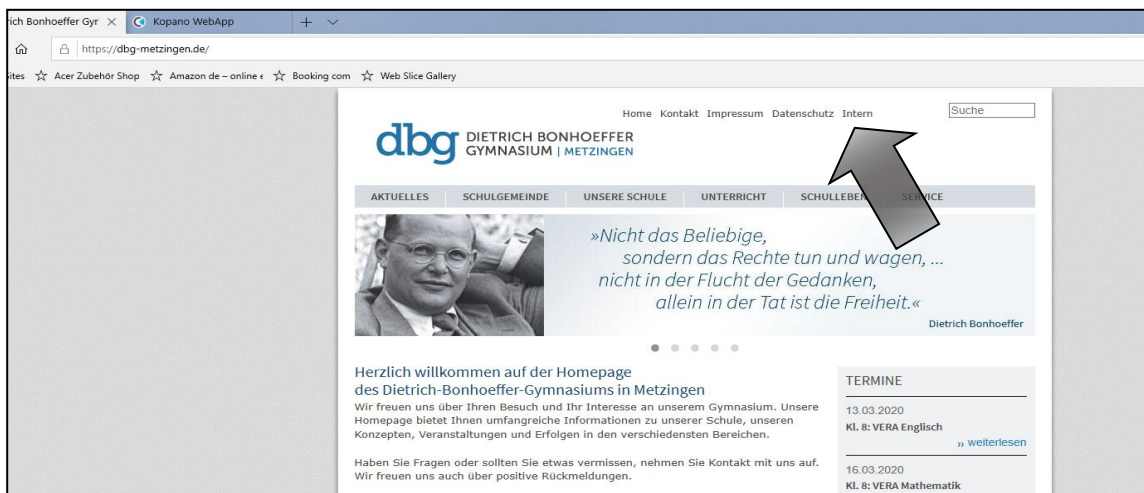 rich Bonhoeffer Gyr
Kopano WebApp
https://dbg-metzingen.de/
Acer Zubehör Shop
Amazon de – online e
Booking com
Web Slice Gallery
Home Kontakt Impressum Datenschutz Intern
Suche
dbg DIETRICH BONHOEFFER
GYMNASIUM | METZINGEN
AKTUELLES SCHULGEMEINDE UNSERE SCHULE UNTERRICHT SCHULLEBEN SERVICE
»Nicht das Beliebige,
sondern das Rechte tun und wagen, ...
nicht in der Flucht der Gedanken,
allein in der Tat ist die Freiheit.«
Dietrich Bonhoeffer
Herzlich willkommen auf der Homepage
des Dietrich-Bonhoeffer-Gymnasiums in Metzingen
Wir freuen uns über Ihren Besuch und Ihr Interesse an unserem Gymnasium. Unsere
Homepage bietet Ihnen umfangreiche Informationen zu unserer Schule, unseren
Konzepten, Veranstaltungen und Erfolgen in den verschiedensten Bereichen.
Haben Sie Fragen oder sollten Sie etwas vermissen, nehmen Sie Kontakt mit uns auf.
Wir freuen uns auch über positive Rückmeldungen.
TERMINE
13.03.2020
Kl. 8: VERA Englisch
» weiterlesen
16.03.2020
Kl. 8: VERA Mathematik